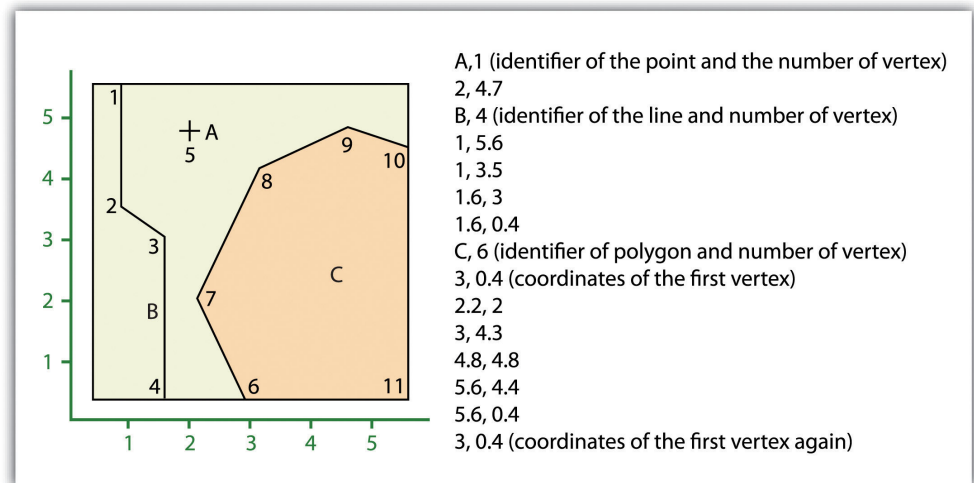 5
4
3
2
1
1 2 3 4 5
1
2
3
B
4
A
5
6
7
8
9
10
11
C
A,1 (identifier of the point and the number of vertex)
2, 4.7
B, 4 (identifier of the line and number of vertex)
1, 5.6
1, 3.5
1.6, 3
1.6, 0.4
C, 6 (identifier of polygon and number of vertex)
3, 0.4 (coordinates of the first vertex)
2.2, 2
3, 4.3
4.8, 4.8
5.6, 4.4
5.6, 0.4
3, 0.4 (coordinates of the first vertex again)